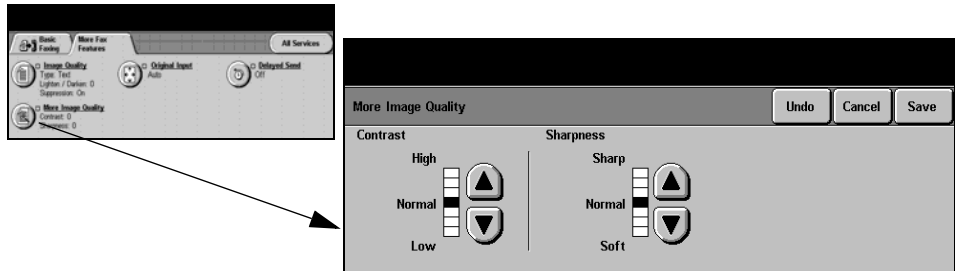 Basic Faxing
More Fax Features
All Services
Image Quality
Type: Text
Lighten / Darken: 0
Suppression: On
Original Input
Auto
Delayed Send
Off
More Image Quality
Contrast: 0
Sharpness: 0
More Image Quality
Undo
Cancel
Save
Contrast
High
Normal
Low
Sharpness
Sharp
Normal
Soft